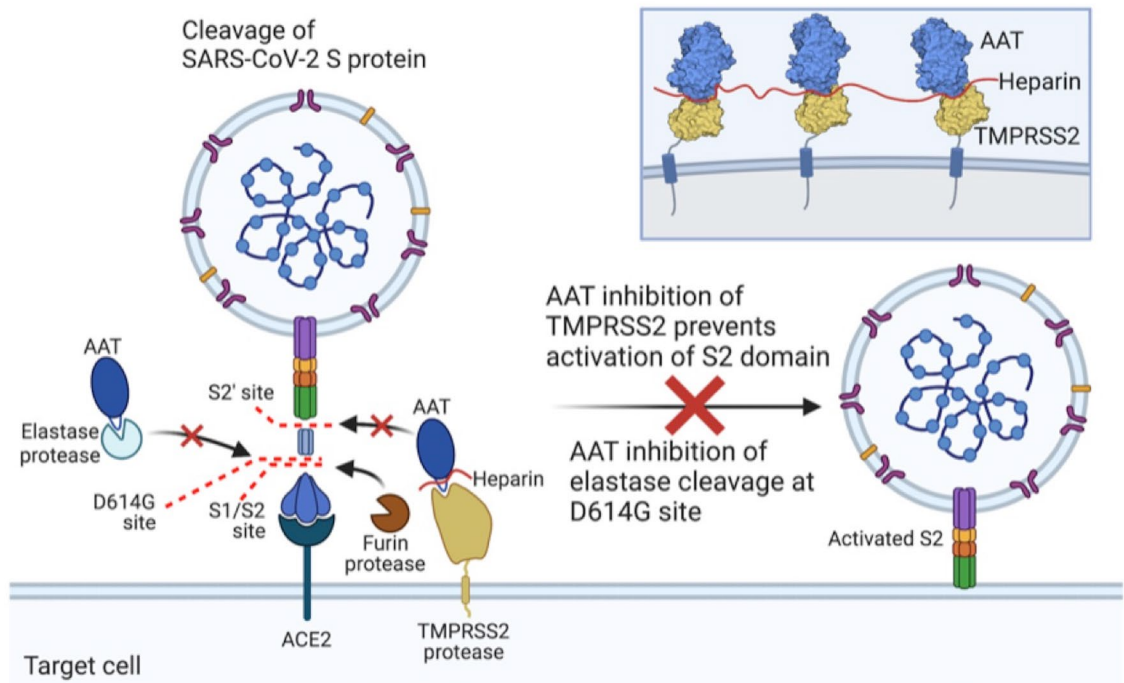 Cleavage of
SARS-CoV-2 S protein
AAT
Heparin
TMPRSS2
AAT inhibition of
TMPRSS2 prevents
activation of S2 domain
AAT inhibition of
elastase cleavage at
D614G site
AAT
Elastase
protease
S2' site
AAT
Heparin
D614G
site
S1/S2
site
Furin
protease
Activated S2
ACE2
TMPRSS2
protease
Target cell